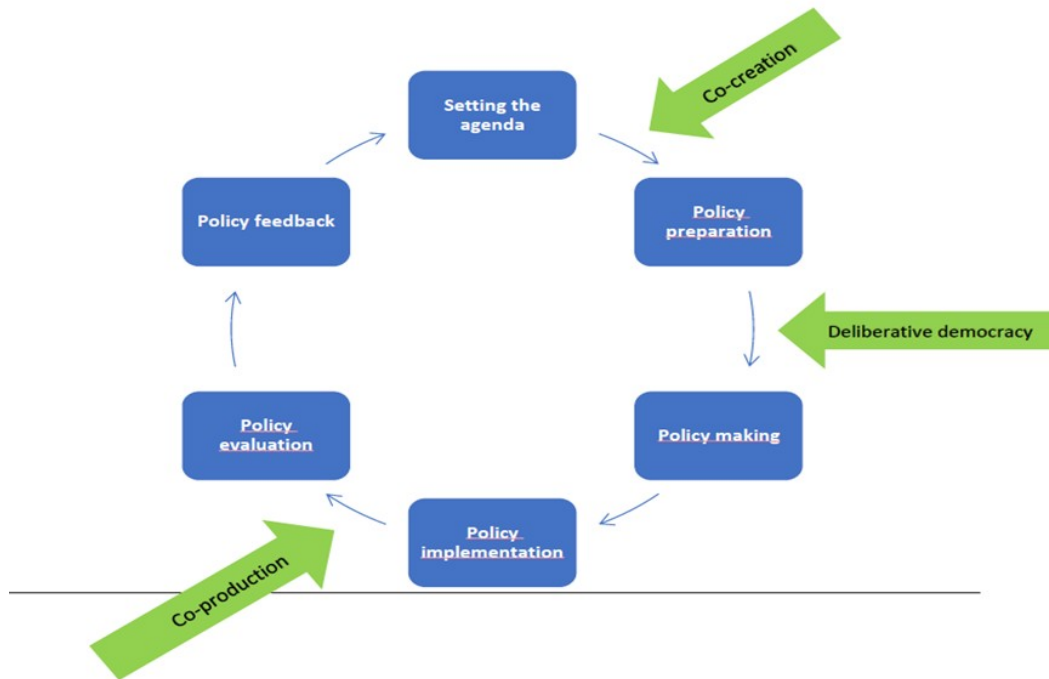 Co-creation
Setting the
agenda
Policy feedback
Policy
preparation
Deliberative democracy
Policy
evaluation
Policy making
Policy
implementation
Co-production